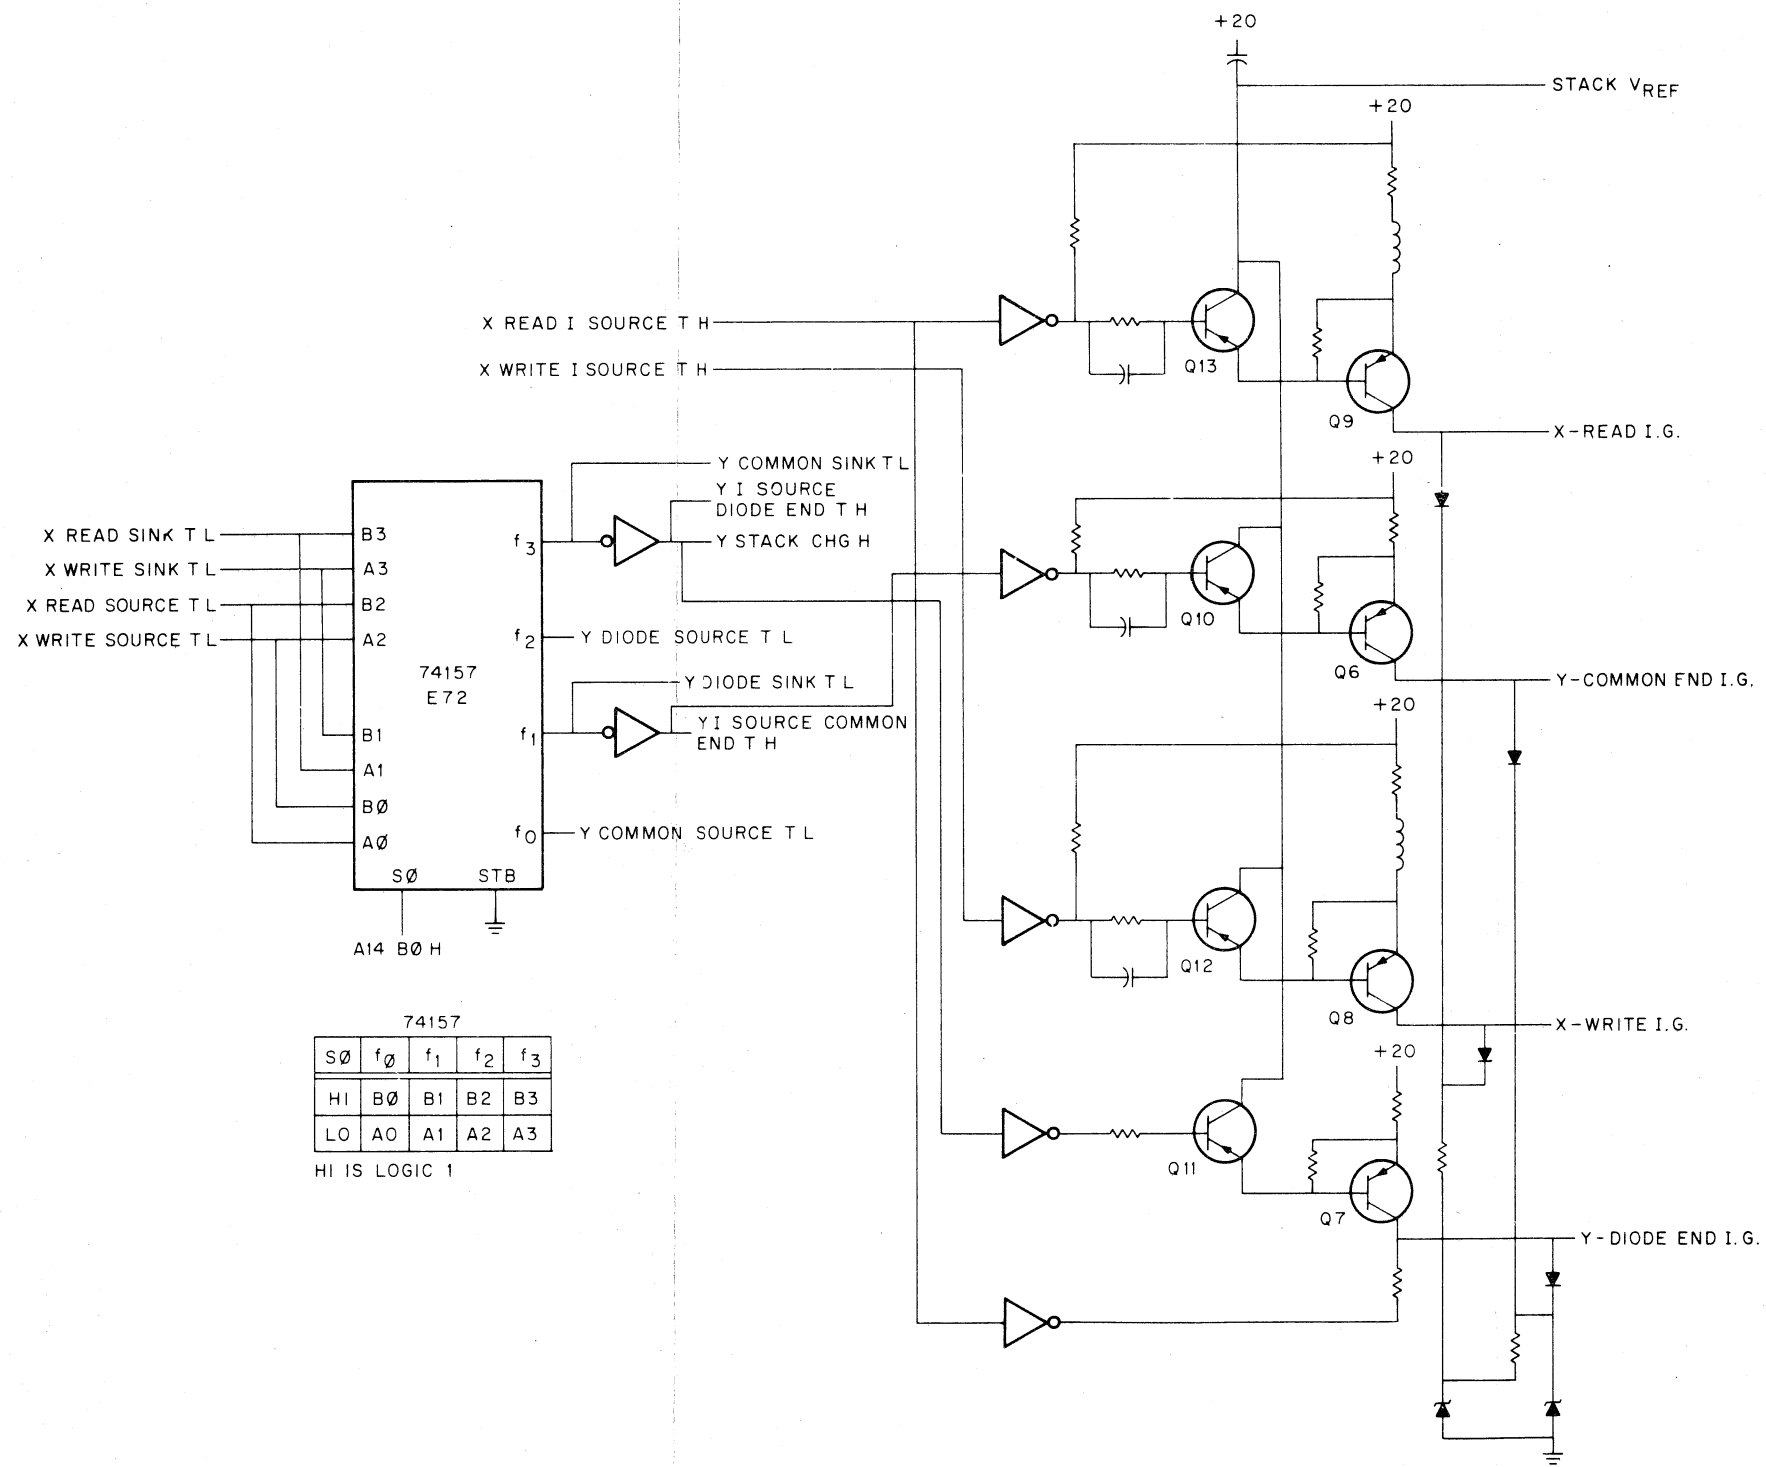 +20
STACK VREF
+20
X READ I SOURCE T H
X WRITE I SOURCE T H
Q13
Q9
X-READ I.G.
+20
Y COMMON SINK T L
Y I SOURCE
DIODE END T H
Y STACK CHG H
X READ SINK T L
X WRITE SINK T L
X READ SOURCE T L
X WRITE SOURCE T L
B3
A3
B2
A2
f3
f2
74157
E72
Y DIODE SOURCE T L
Q10
Q6
Y-COMMON END I.G.
+20
Y DIODE SINK T L
YI SOURCE COMMON
END T H
B1
A1
BØ
AØ
f1
f0
Y COMMON SOURCE T L
SØ
STB
A14 BØ H
Q12
Q8
X-WRITE I.G.
+20
74157
SØ fØ f1 f2 f3
HI BØ B1 B2 B3
LO AO A1 A2 A3
HI IS LOGIC 1
Q11
Q7
Y-DIODE END I.G.